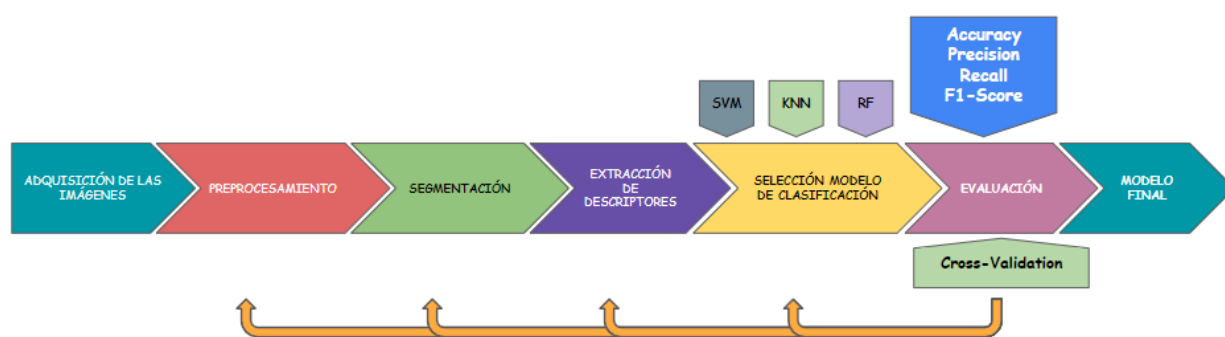 Accuracy
Precision
Recall
F1-Score
SVM
KNN
RF
ADQUISICIÓN DE LAS
IMÁGENES
PREPROCESAMIENTO
SEGMENTACIÓN
EXTRACCIÓN
DE
DESCRIPTORES
SELECCIÓN MODELO
DE CLASIFICACIÓN
EVALUACIÓN
MODELO
FINAL
Cross-Validation